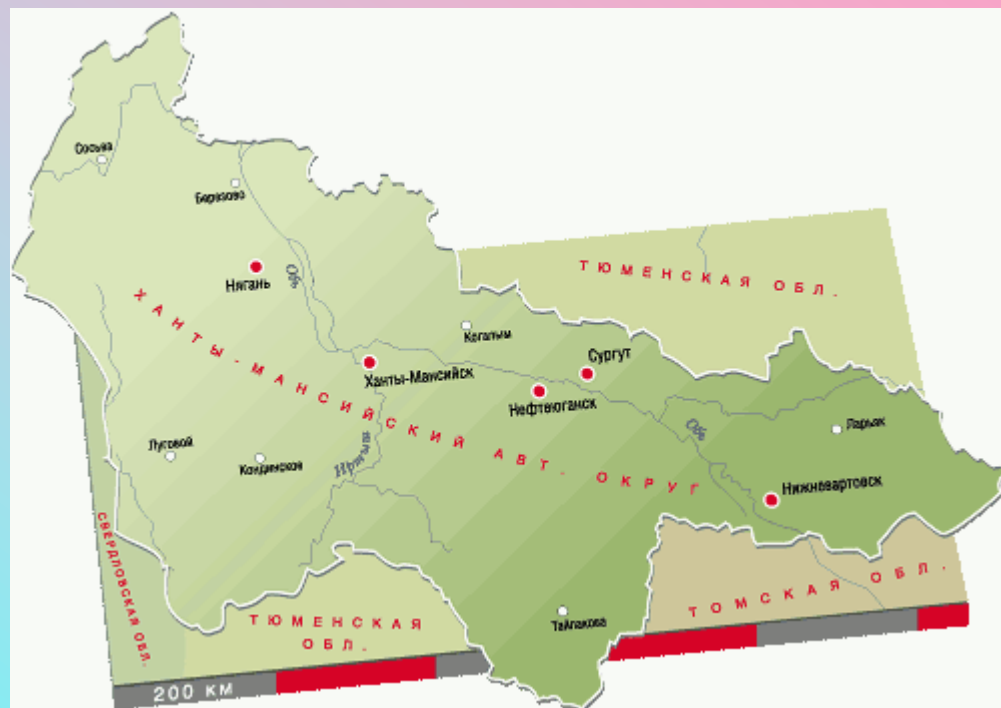 Сосьва
Березово
Обь
Нягань
ТЮМЕНСКАЯ ОБЛ.
ХАНТЫ-МАНСИЙСКИЙ АВТ. ОКРУГ
Когалым
Сургут
Ханты-Мансийск
Нефтеюганск
Обь
Ларьяк
Луговой
Кондинское
Иртыш
Нижневартовск
СВЕРДЛОВСКАЯ ОБЛ.
ТОМСКАЯ ОБЛ.
Тайлакова
ТЮМЕНСКАЯ
ОБЛ.
200 КМ